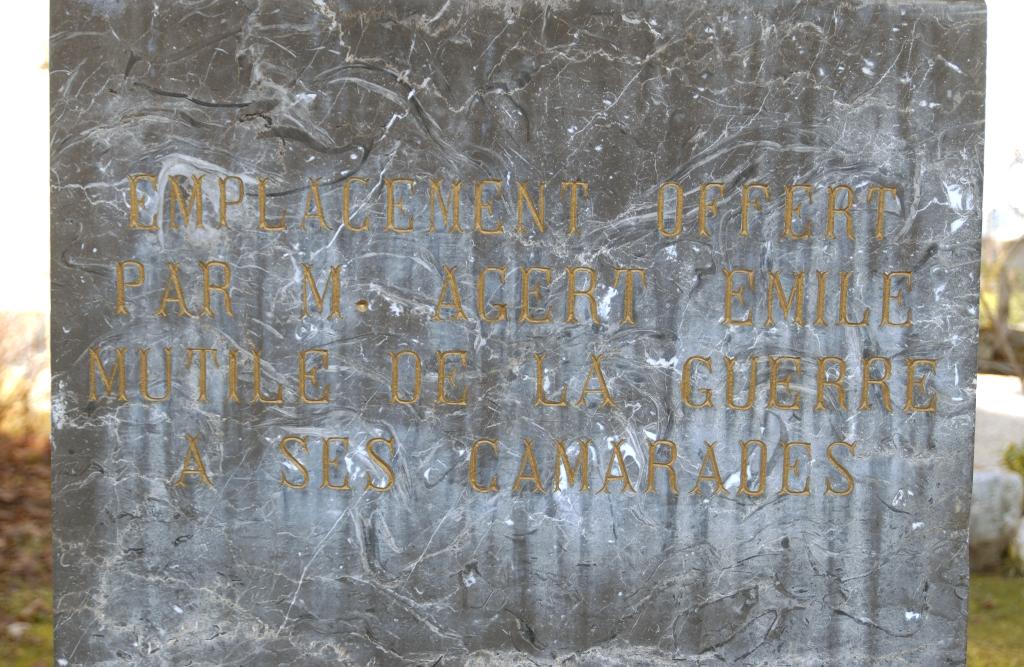 EMPLACEMENT OFFERT
PAR M. AGERT EMILE
MUTILE DE LA GUERRE
A SES CAMARADES